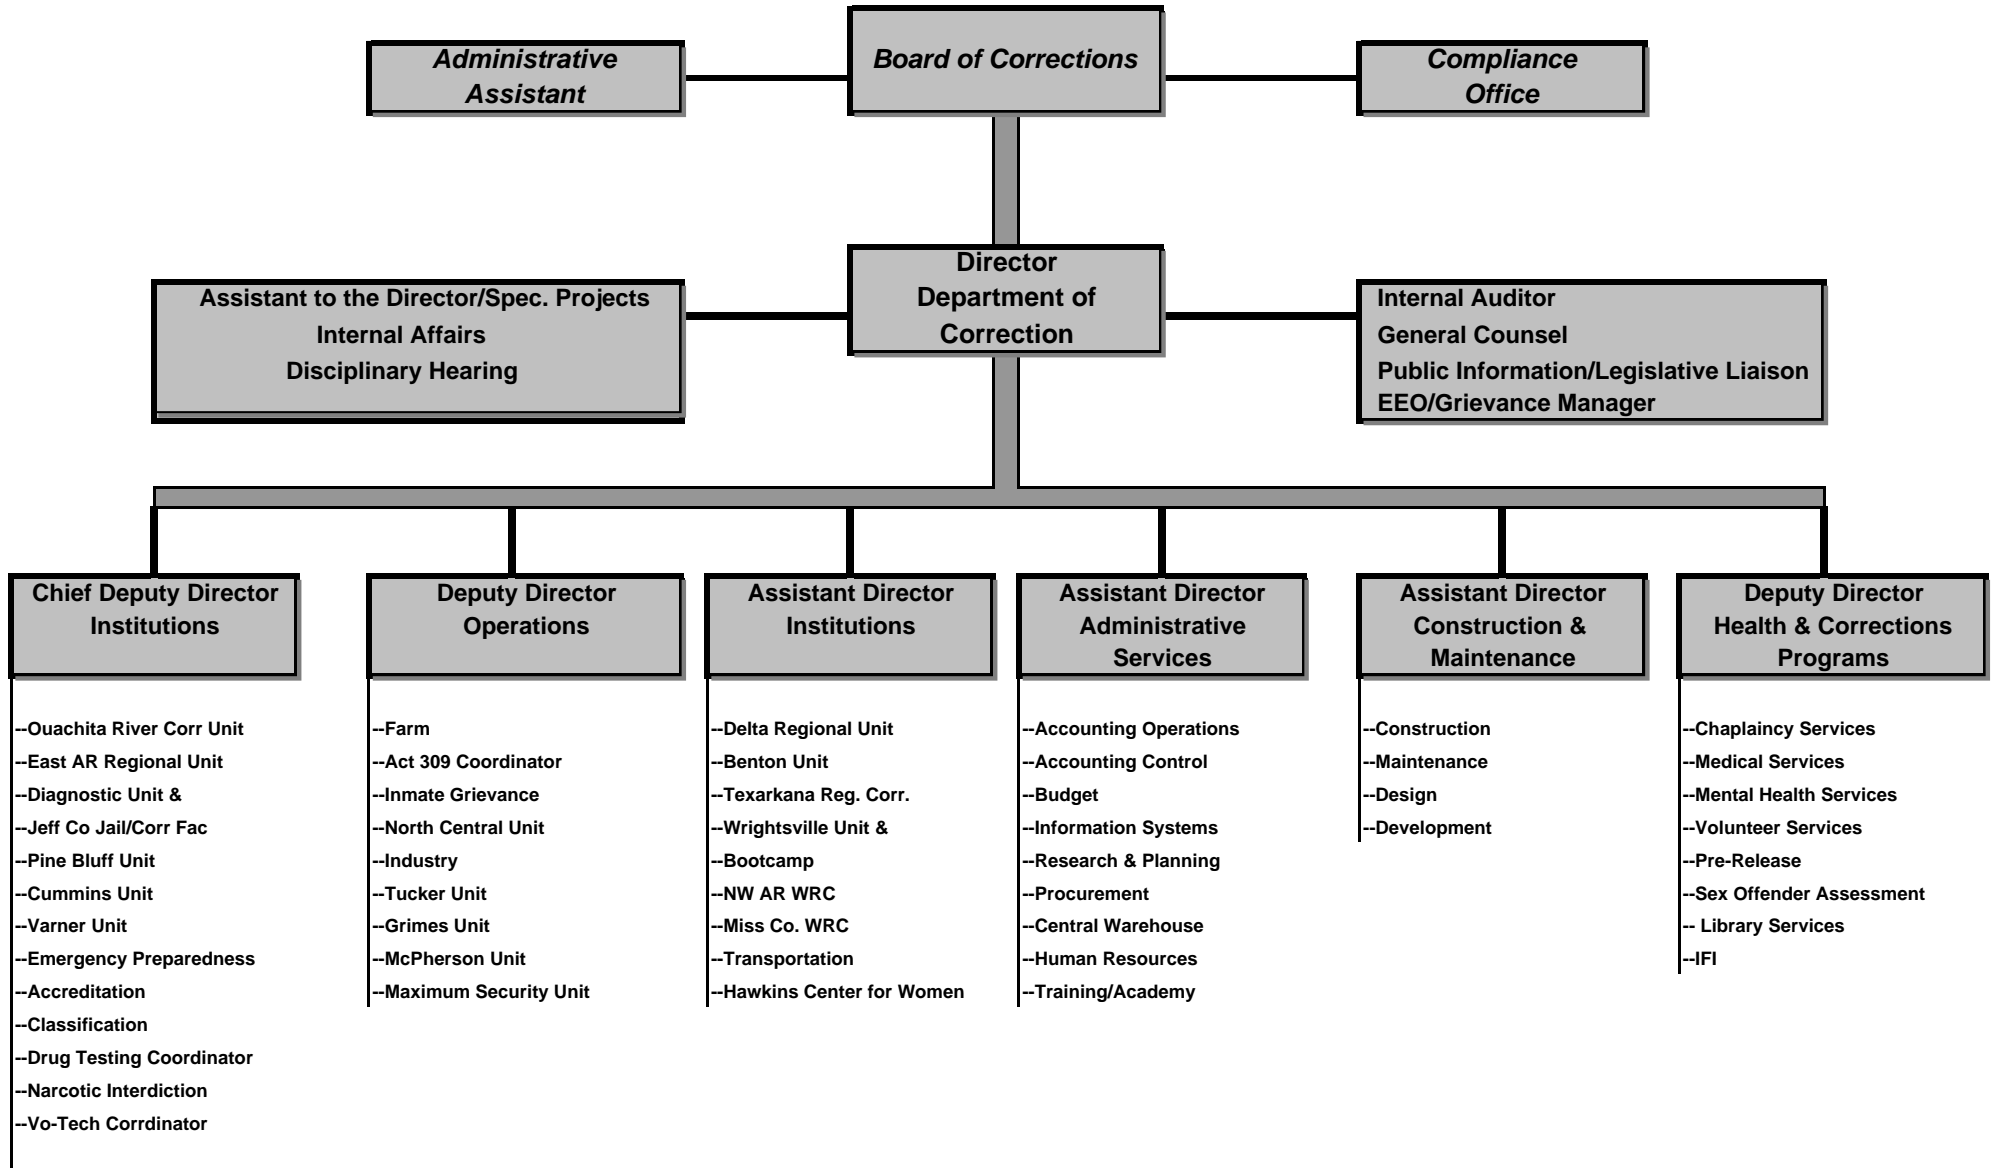 Administrative
Assistant
Board of Corrections
Compliance
Office
Director
Department of
Correction
Assistant to the Director/Spec. Projects
Internal Affairs
Disciplinary Hearing
Internal Auditor
General Counsel
Public Information/Legislative Liaison
EEO/Grievance Manager
Chief Deputy Director
Institutions
--Ouachita River Corr Unit
--East AR Regional Unit
--Diagnostic Unit &
--Jeff Co Jail/Corr Fac
--Pine Bluff Unit
--Cummins Unit
--Varner Unit
--Emergency Preparedness
--Accreditation
--Classification
--Drug Testing Coordinator
--Narcotic Interdiction
--Vo-Tech Corrdinator
Deputy Director
Operations
--Farm
--Act 309 Coordinator
--Inmate Grievance
--North Central Unit
--Industry
--Tucker Unit
--Grimes Unit
--McPherson Unit
--Maximum Security Unit
Assistant Director
Institutions
--Delta Regional Unit
--Benton Unit
--Texarkana Reg. Corr.
--Wrightsville Unit &
--Bootcamp
--NW AR WRC
--Miss Co. WRC
--Transportation
--Hawkins Center for Women
Assistant Director
Administrative
Services
--Accounting Operations
--Accounting Control
--Budget
--Information Systems
--Research & Planning
--Procurement
--Central Warehouse
--Human Resources
--Training/Academy
Assistant Director
Construction &
Maintenance
--Construction
--Maintenance
--Design
--Development
Deputy Director
Health & Corrections
Programs
--Chaplaincy Services
--Medical Services
--Mental Health Services
--Volunteer Services
--Pre-Release
--Sex Offender Assessment
-- Library Services
--IFI